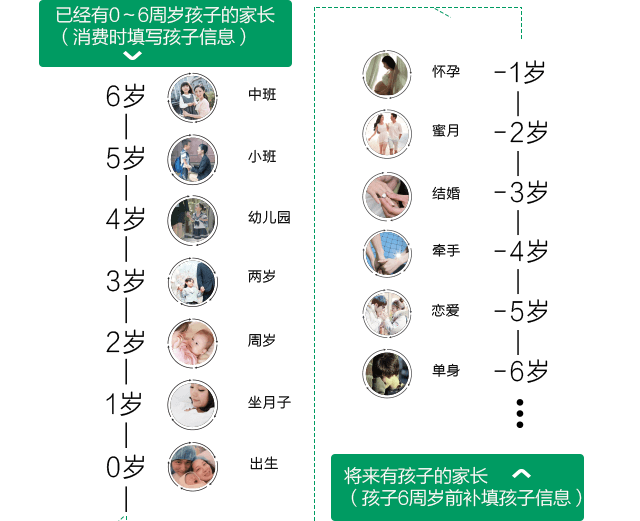 已经有0~6周岁孩子的家长
（消费时填写孩子信息）
6岁 中班
5岁 小班
4岁 幼儿园
3岁 两岁
2岁 周岁
1岁 坐月子
0岁 出生
怀孕 -1岁
蜜月 -2岁
结婚 -3岁
牵手 -4岁
恋爱 -5岁
单身 -6岁
将来有孩子的家长
（孩子6周岁前补填孩子信息）